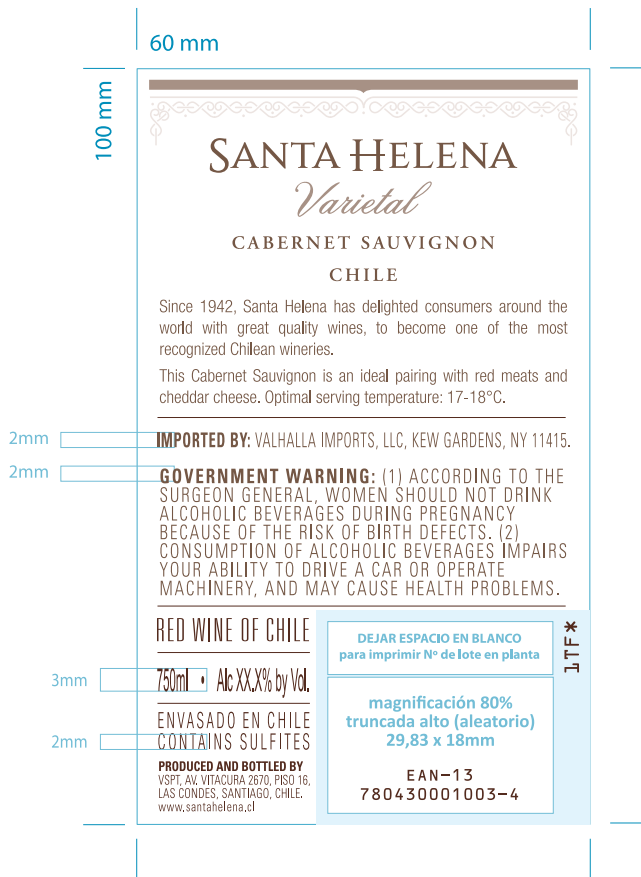 60 mm
100 mm
SANTA HELENA
Varietal
CABERNET SAUVIGNON
CHILE
Since 1942, Santa Helena has delighted consumers around the
world with great quality wines, to become one of the most
recognized Chilean wineries.
This Cabernet Sauvignon is an ideal pairing with red meats and
cheddar cheese. Optimal serving temperature: 17-18°C.
2mm
IMPORTED BY: VALHALLA IMPORTS, LLC, KEW GARDENS, NY 11415.
2mm
GOVERNMENT WARNING: (1) ACCORDING TO THE
SURGEON GENERAL, WOMEN SHOULD NOT DRINK
ALCOHOLIC BEVERAGES DURING PREGNANCY
BECAUSE OF THE RISK OF BIRTH DEFECTS. (2)
CONSUMPTION OF ALCOHOLIC BEVERAGES IMPAIRS
YOUR ABILITY TO DRIVE A CAR OR OPERATE
MACHINERY, AND MAY CAUSE HEALTH PROBLEMS.
RED WINE OF CHILE
3mm
750ml • Alc XX.X% by Vol.
ENVASADO EN CHILE
2mm
CONTAINS SULFITES
PRODUCED AND BOTTLED BY
VSPT, AV. VITACURA 2670, PISO 16,
LAS CONDES, SANTIAGO, CHILE.
www.santahelena.cl
DEJAR ESPACIO EN BLANCO
para imprimir Nº de lote en planta
1TF*
magnificación 80%
truncada alto (aleatorio)
29,83 x 18mm
EAN-13
780430001003-4